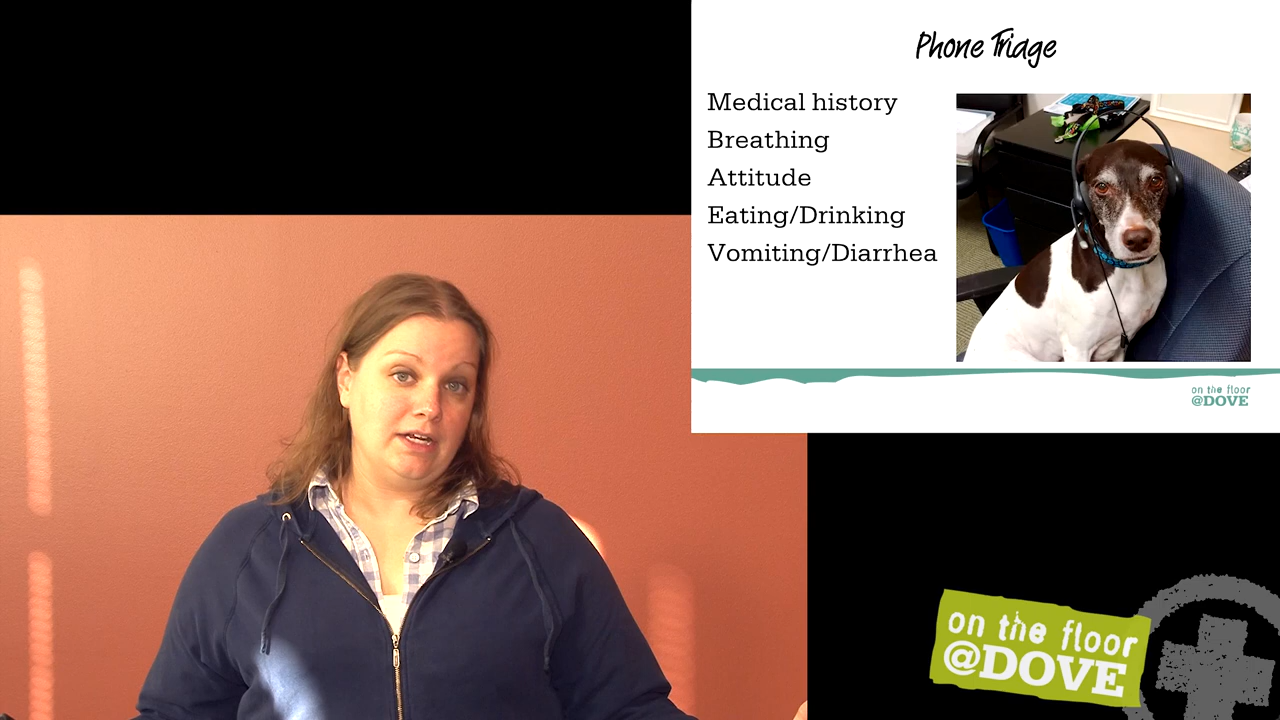 Phone Triage
Medical history
Breathing
Attitude
Eating/Drinking
Vomiting/Diarrhea
on the floor
@DOVE
on the floor
@DOVE